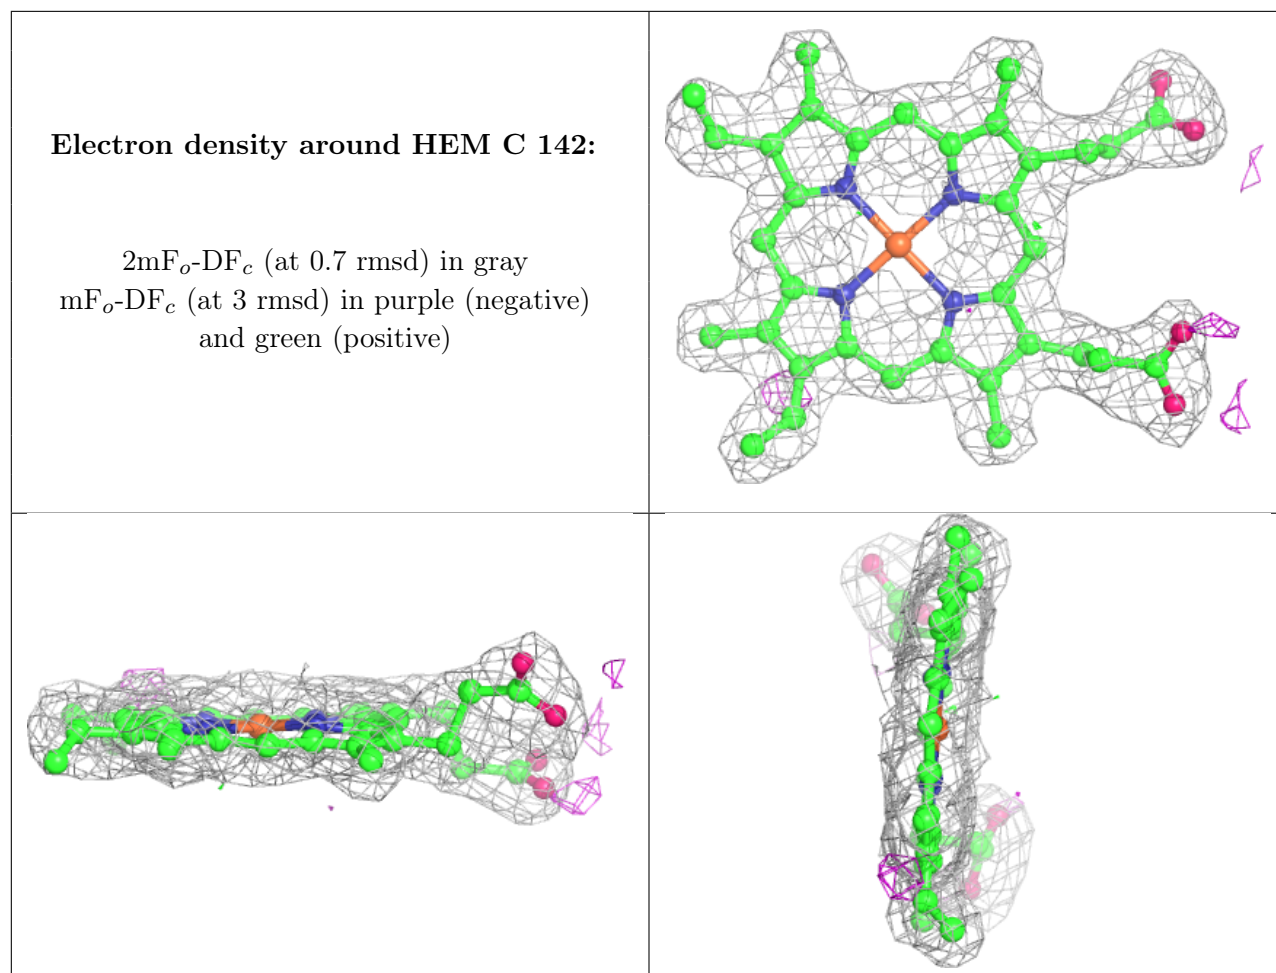 Electron density around HEM C 142:
2mFo-DFc (at 0.7 rmsd) in gray
mFo-DFc (at 3 rmsd) in purple (negative)
and green (positive)